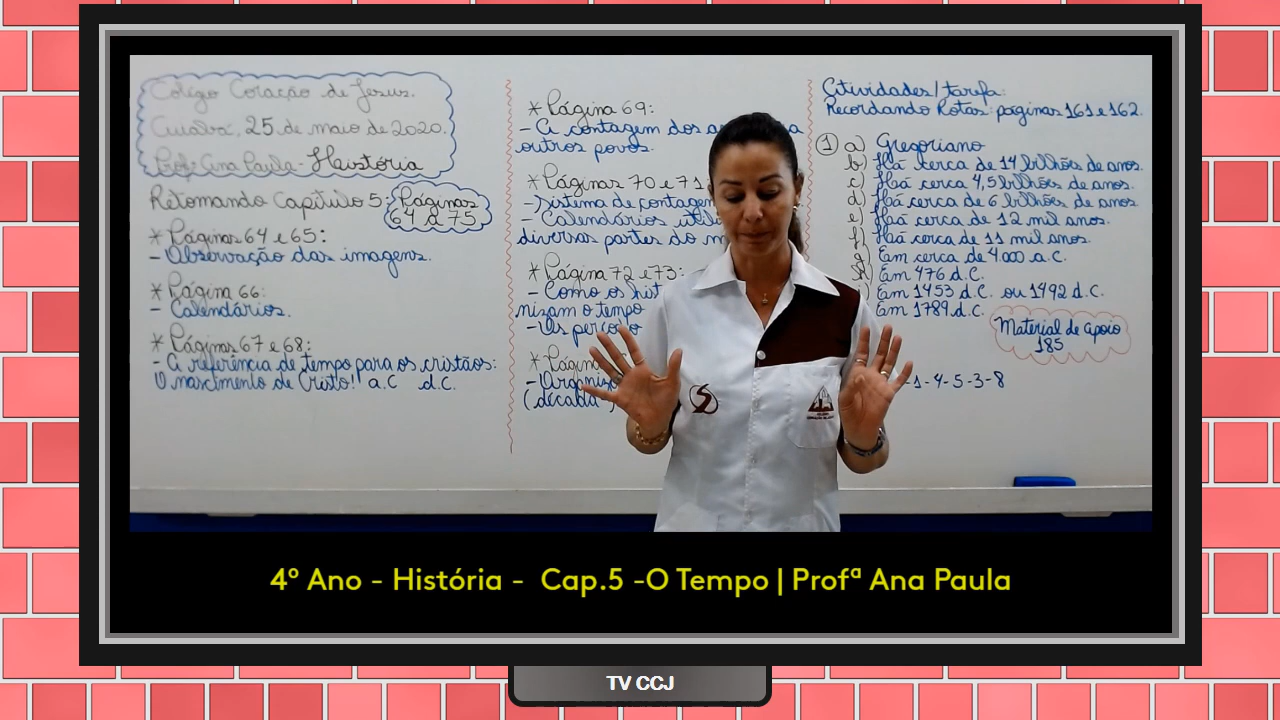 Colégio Coração de Jesus.
Cuiabá, 25 de maio de 2020.
Profª: Ana Paula - História
Retomando Capítulo 5:
Páginas
64 a 75
* Páginas 64 e 65:
- Observação das imagens.
* Página 66:
- Calendários.
* Páginas 67 e 68:
- A referência de tempo para os cristãos:
O nascimento de Cristo! a.C d.C.
* Página 69:
- A contagem dos
outros povos.
* Páginas 70 e 71
- Sistema de contagem
- Calendários
diversas partes do
* Página 72 e 73:
- Como os
o tempo
- Os
(década
Atividades/tarefa:
Recordando Rotas: páginas 161 e 162.
1 a) Gregoriano
b) Há cerca de 14 bilhões de anos.
c) Há cerca 4,5 bilhões de anos.
d) Há cerca de 6 bilhões de anos.
e) Há cerca de 12 mil anos.
f) Há cerca de 11 mil anos.
g) Em cerca de 4000 a.C.
Em 476 d.C.
Em 1453 d.C. ou 1492 d.C.
Em 1789 d.C.
Material de apoio
185
-1-4-5-3-8
4º Ano - História - Cap.5 -O Tempo | Profª Ana Paula
TV CCJ